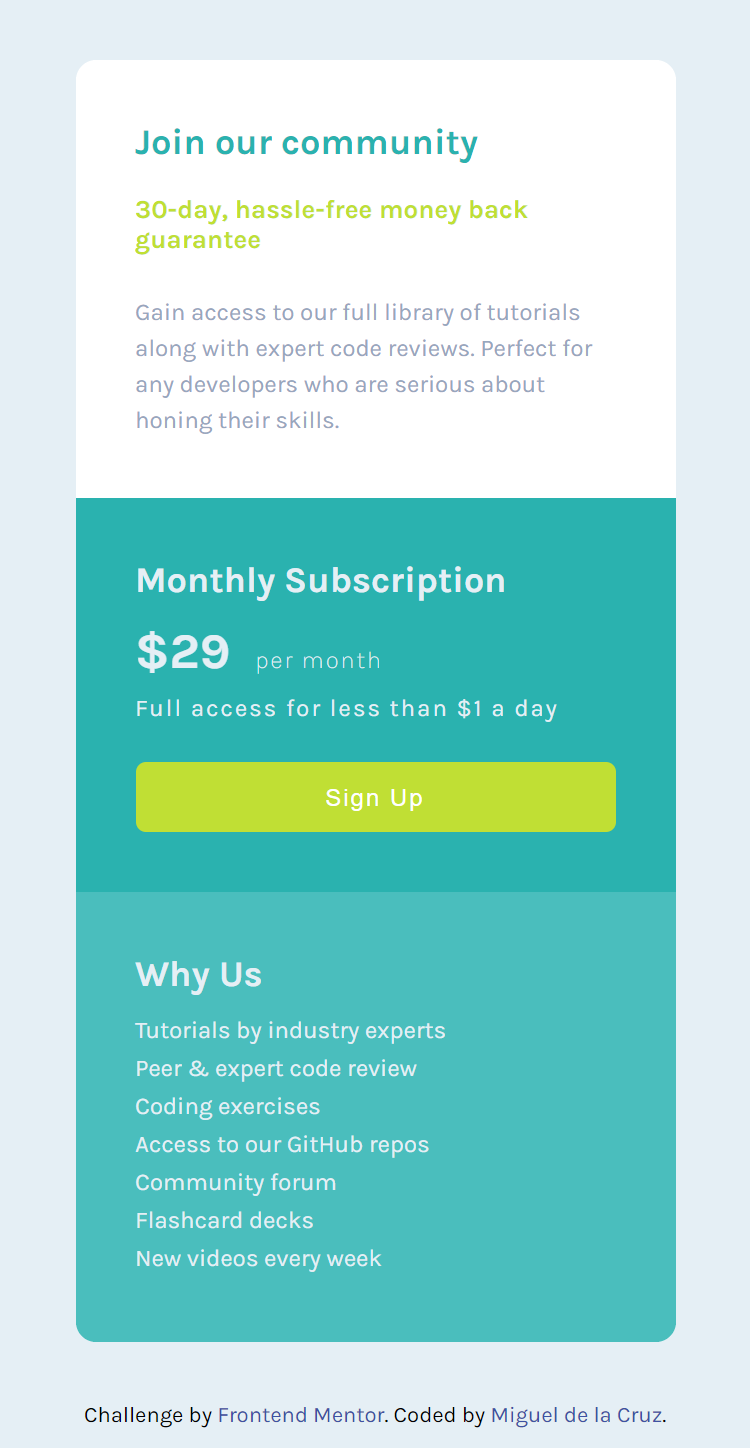 Join our community
30-day, hassle-free money back
guarantee
Gain access to our full library of tutorials
along with expert code reviews. Perfect for
any developers who are serious about
honing their skills.
Monthly Subscription
$29 per month
Full access for less than $1 a day
Sign Up
Why Us
Tutorials by industry experts
Peer & expert code review
Coding exercises
Access to our GitHub repos
Community forum
Flashcard decks
New videos every week
Challenge by Frontend Mentor. Coded by Miguel de la Cruz.